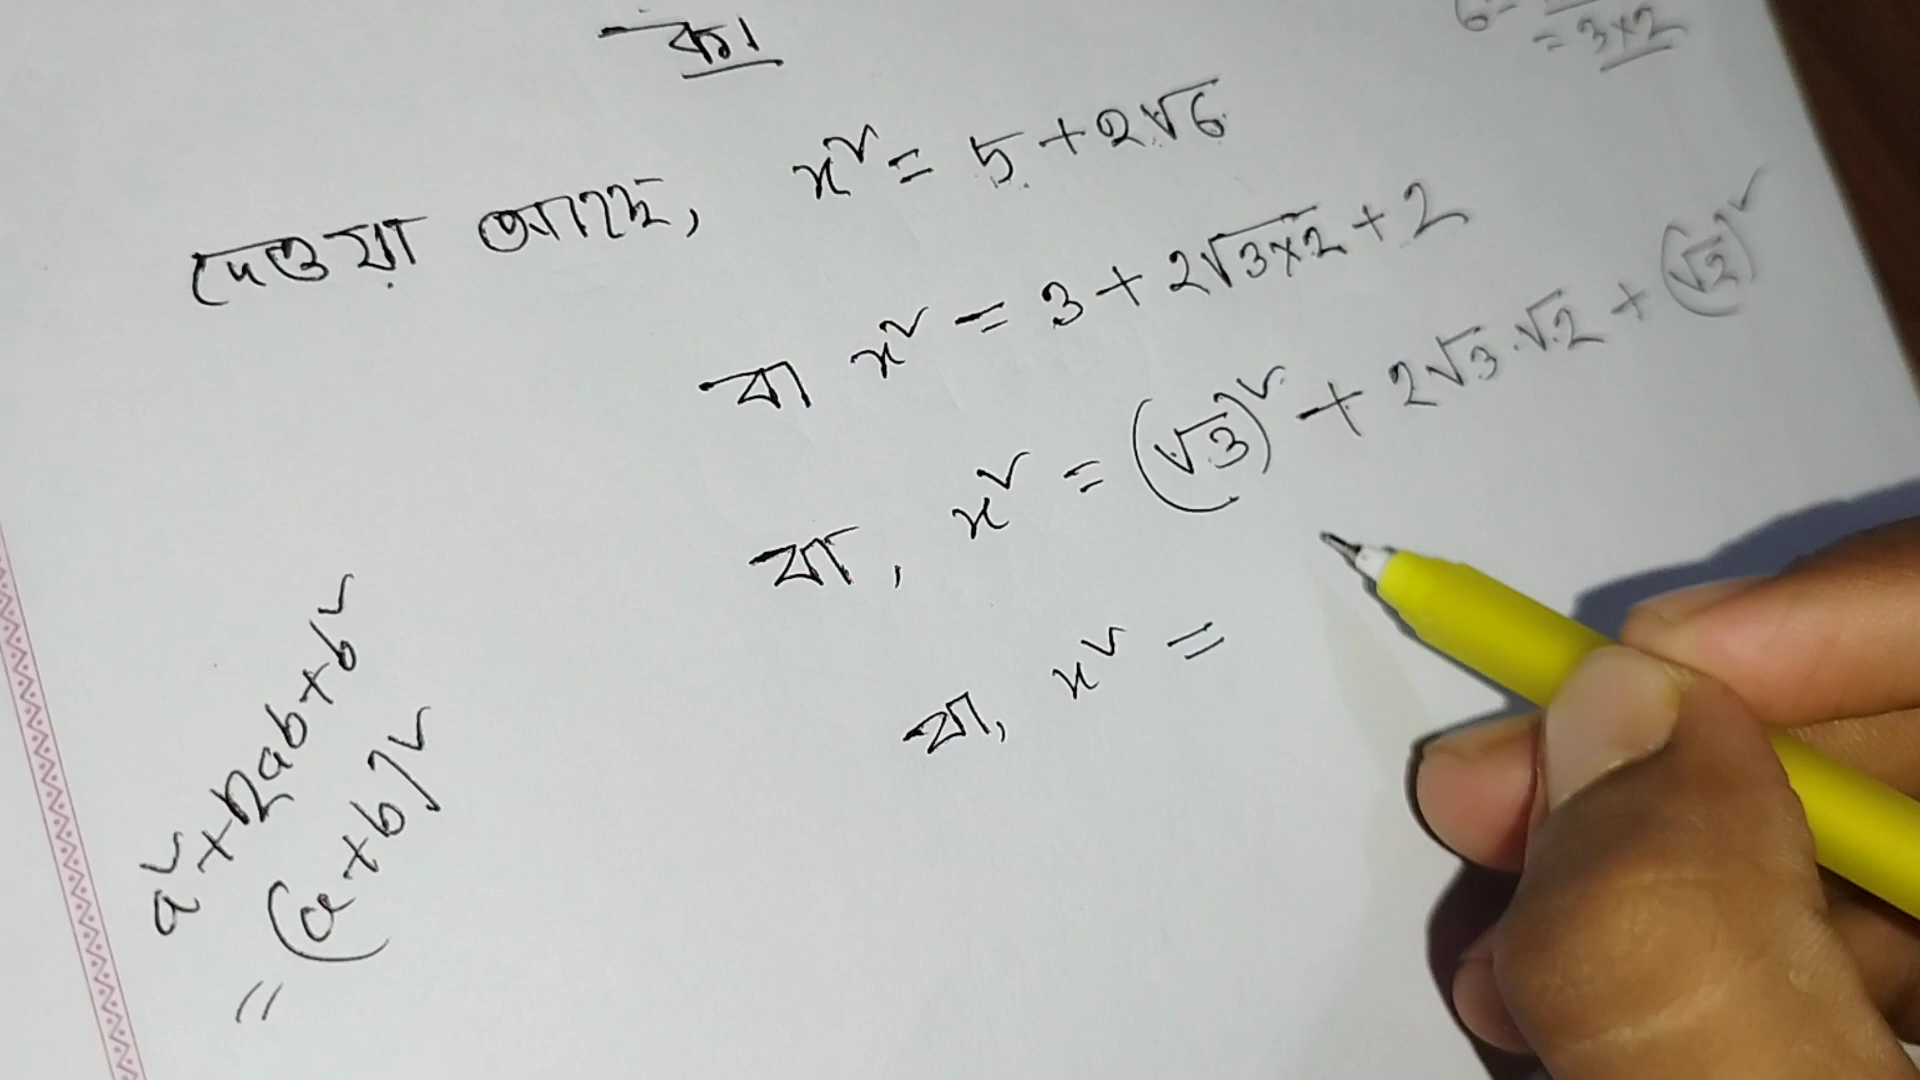 ক।
6 =
= 3×2
দেওয়া আছে, x² = 5 + 2√6
বা x² = 3 + 2√3×2 + 2
বা, x² = (√3)² + 2√3.√2 + (√2)²
বা, x² =
a² + 2ab + b²
= (a+b)²